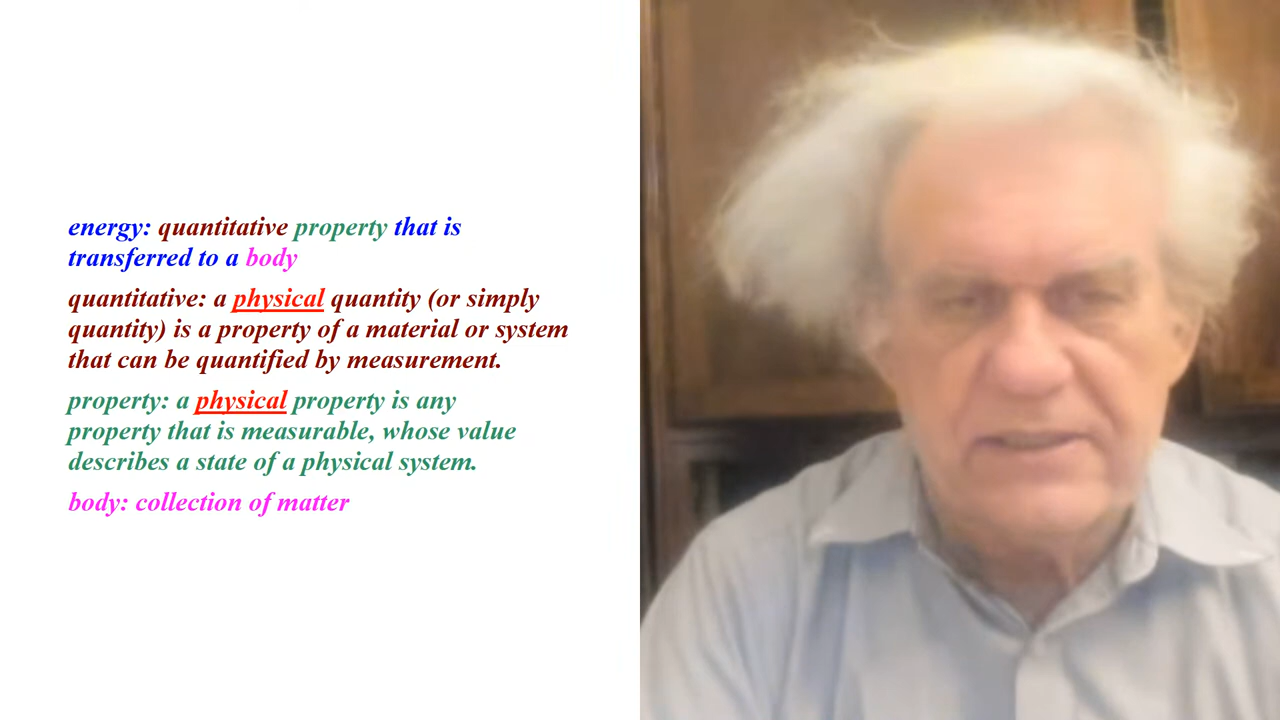 energy: quantitative property that is
transferred to a body
quantitative: a physical quantity (or simply
quantity) is a property of a material or system
that can be quantified by measurement.
property: a physical property is any
property that is measurable, whose value
describes a state of a physical system.
body: collection of matter